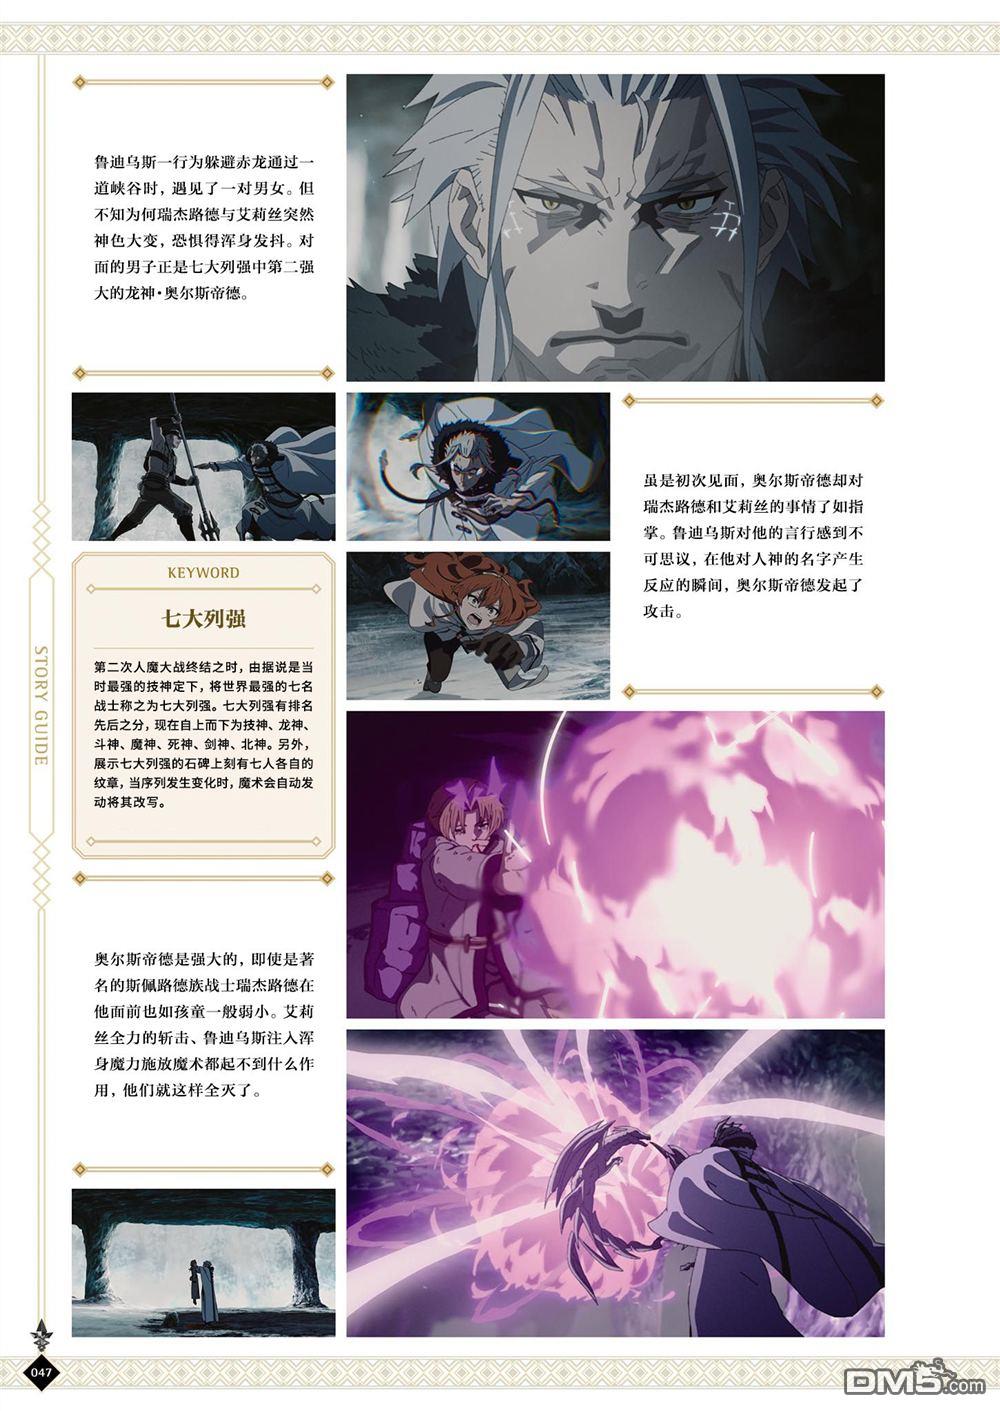 鲁迪乌斯一行为躲避赤龙通过一
道峡谷时，遇见了一对男女。但
不知为何瑞杰路德与艾莉丝突然
神色大变，恐惧得浑身发抖。对
面的男子正是七大列强中第二强
大的龙神·奥尔斯帝德。
虽是初次见面，奥尔斯帝德却对
瑞杰路德和艾莉丝的事情了如指
掌。鲁迪乌斯对他的言行感到不
可思议，在他对人神的名字产生
反应的瞬间，奥尔斯帝德发起了
攻击。
KEYWORD
七大列强
第二次人魔大战终结之时，由据说是当
时最强的技神定下，将世界最强的七名
战士称之为七大列强。七大列强有排名
先后之分，现在自上而下为技神、龙神、
斗神、魔神、死神、剑神、北神。另外，
展示七大列强的石碑上刻有七人各自的
纹章，当序列发生变化时，魔术会自动发
动将其改写。
STORY GUIDE
奥尔斯帝德是强大的，即使是著
名的斯佩路德族战士瑞杰路德在
他面前也如孩童一般弱小。艾莉
丝全力的斩击、鲁迪乌斯注入浑
身魔力施放魔术都起不到什么作
用，他们就这样全灭了。
047
DM5.com